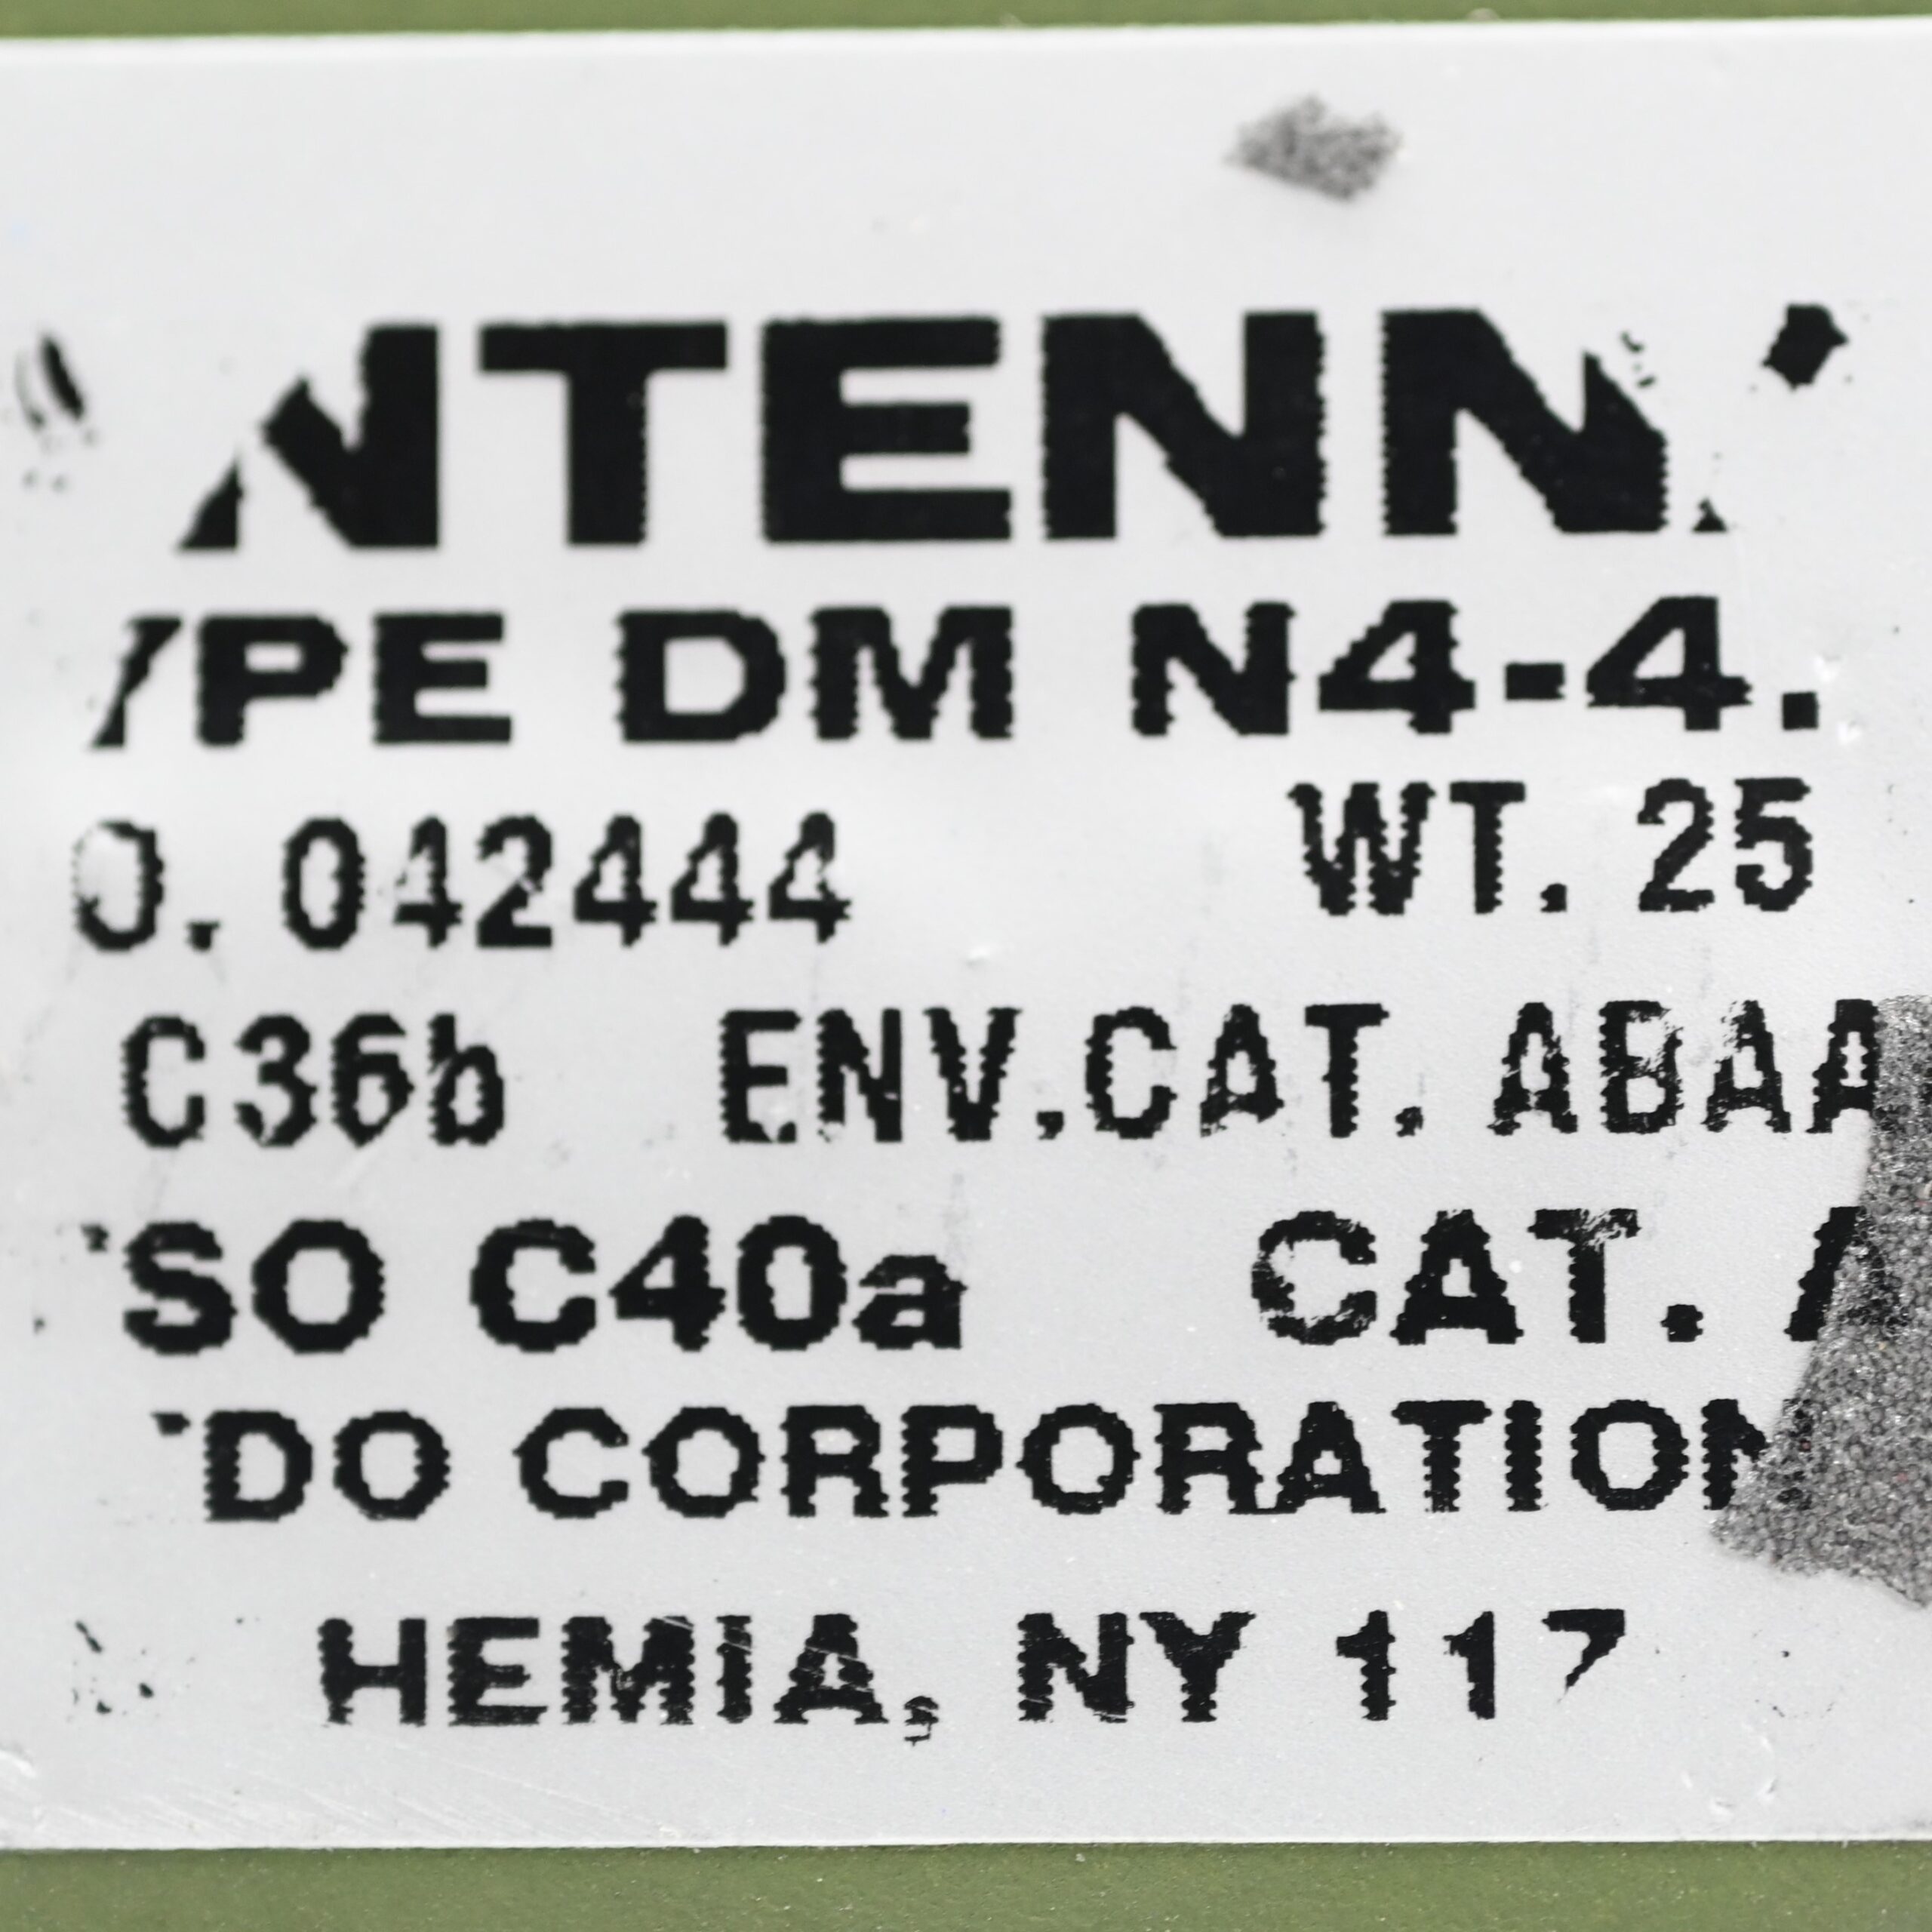 NTENN
YPE DM N4-4.
O. 042444 WT. 25
C36b ENV.CAT. ABAA
SO C40a CAT.
DO CORPORATION
HEMIA, NY 117